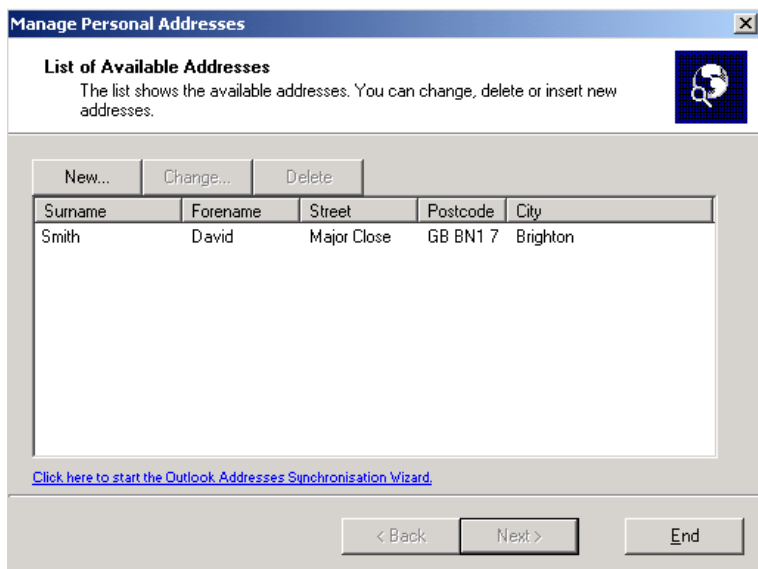 Manage Personal Addresses
List of Available Addresses
The list shows the available addresses. You can change, delete or insert new
addresses.
New... Change... Delete
Surname Forename Street Postcode City
Smith David Major Close GB BN1 7 Brighton
Click here to start the Outlook Addresses Synchronisation Wizard.
< Back Next > End